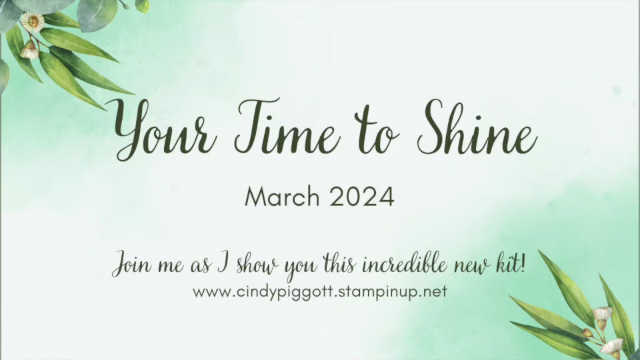 Your Time to Shine
March 2024
Join me as I show you this incredible new kit!
www.cindypiggott.stampinup.net